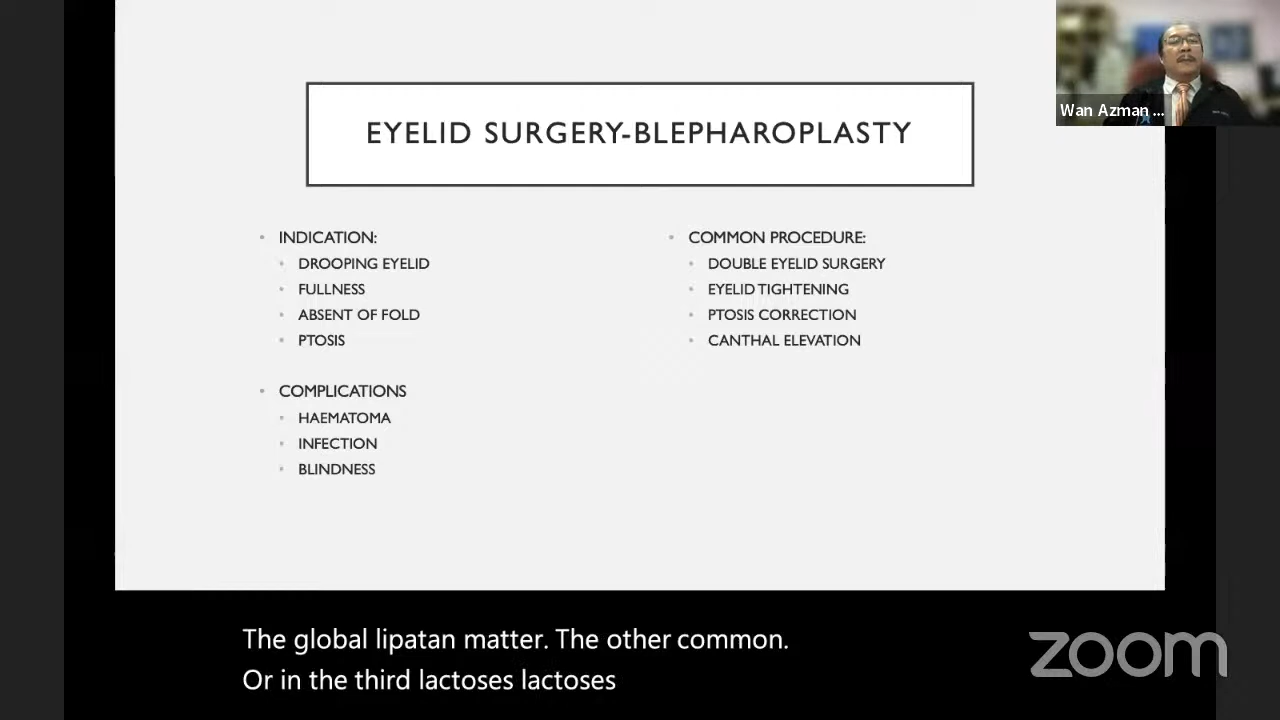 Wan Azman ...
EYELID SURGERY-BLEPHAROPLASTY
INDICATION:
DROOPING EYELID
FULLNESS
ABSENT OF FOLD
PTOSIS
COMPLICATIONS
HAEMATOMA
INFECTION
BLINDNESS
COMMON PROCEDURE:
DOUBLE EYELID SURGERY
EYELID TIGHTENING
PTOSIS CORRECTION
CANTHAL ELEVATION
The global lipatan matter. The other common.
Or in the third lactoses lactoses
zoom